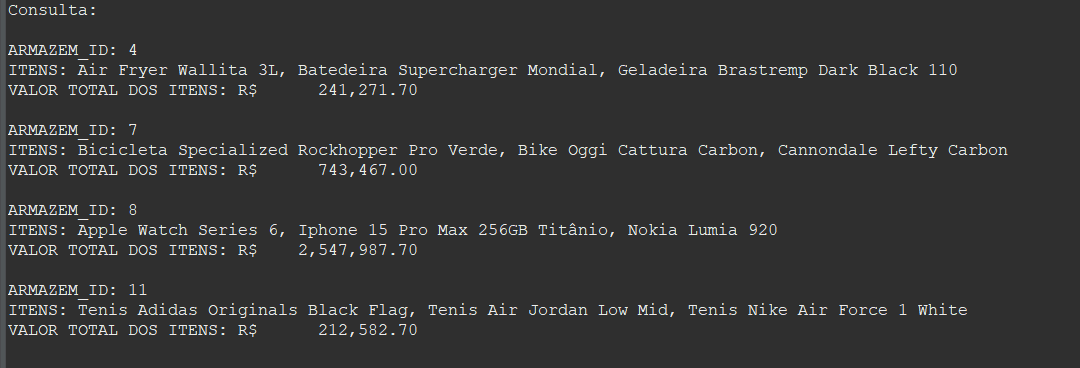 Consulta:
ARMAZEM_ID: 4
ITENS: Air Fryer Wallita 3L, Batedeira Supercharger Mondial, Geladeira Brastremp Dark Black 110
VALOR TOTAL DOS ITENS: R$      241,271.70
ARMAZEM_ID: 7
ITENS: Bicicleta Specialized Rockhopper Pro Verde, Bike Oggi Cattura Carbon, Cannondale Lefty Carbon
VALOR TOTAL DOS ITENS: R$      743,467.00
ARMAZEM_ID: 8
ITENS: Apple Watch Series 6, Iphone 15 Pro Max 256GB Titânio, Nokia Lumia 920
VALOR TOTAL DOS ITENS: R$    2,547,987.70
ARMAZEM_ID: 11
ITENS: Tenis Adidas Originals Black Flag, Tenis Air Jordan Low Mid, Tenis Nike Air Force 1 White
VALOR TOTAL DOS ITENS: R$      212,582.70